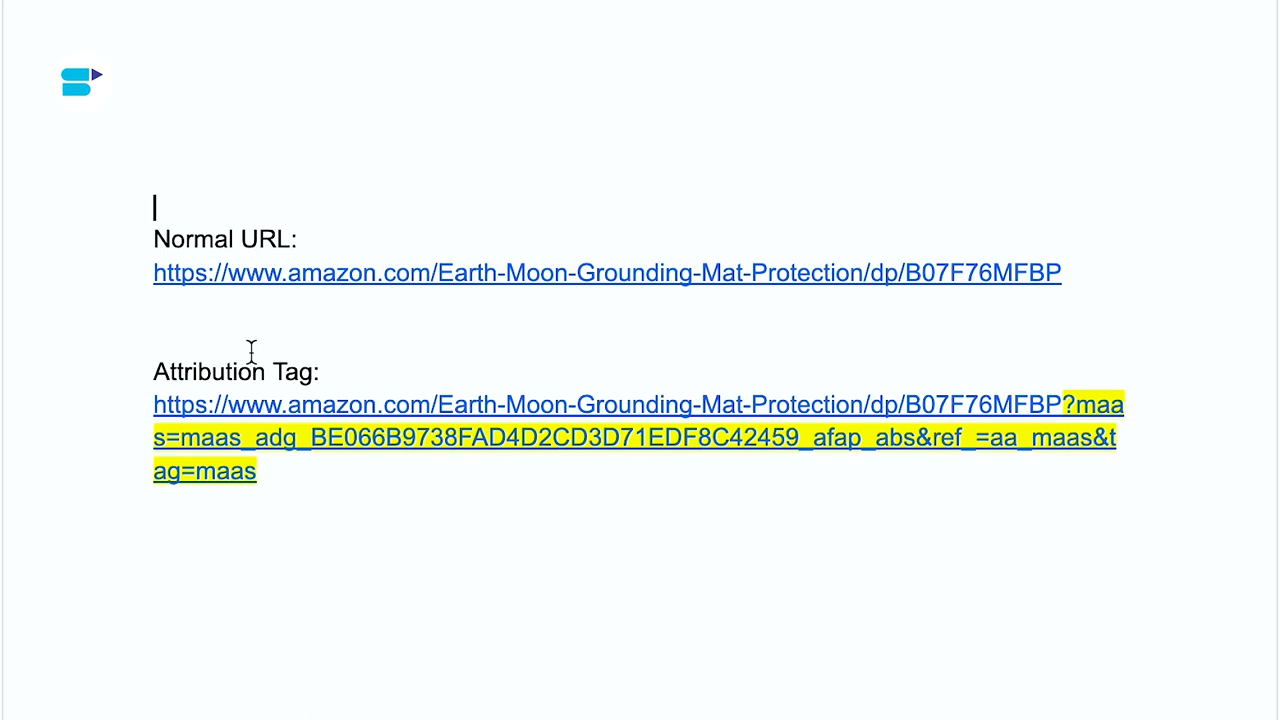 Normal URL:
https://www.amazon.com/Earth-Moon-Grounding-Mat-Protection/dp/B07F76MFBP
Attribution Tag:
https://www.amazon.com/Earth-Moon-Grounding-Mat-Protection/dp/B07F76MFBP?maa
s=maas_adg_BE066B9738FAD4D2CD3D71EDF8C42459_afap_abs&ref_=aa_maas&t
ag=maas